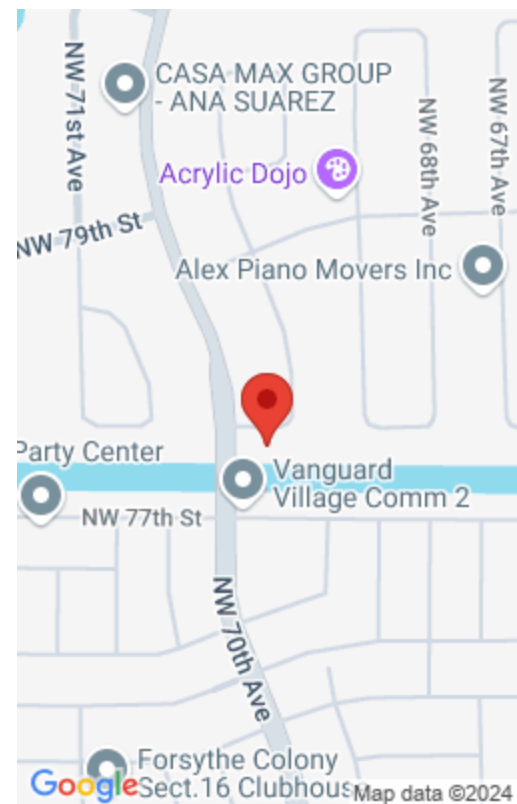 NW 71st Ave
CASA MAX GROUP
- ANA SUAREZ
NW 68th Ave
NW 67th Ave
Acrylic Dojo
NW 79th St
Alex Piano Movers Inc
Party Center
Vanguard
Village Comm 2
NW 77th St
NW 70th Ave
Forsythe Colony
Sect.16 Clubhouse
Google
Map data ©2024